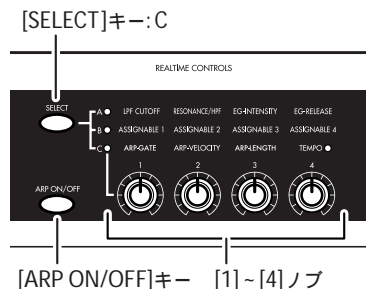 [SELECT]キー: C
REALTIME CONTROLS
SELECT
A LPF CUTOFF RESONANCE/HPF EG-INTENSITY EG-RELEASE
B ASSIGNABLE 1 ASSIGNABLE 2 ASSIGNABLE 3 ASSIGNABLE 4
C ARP-GATE ARP-VELOCITY ARP-LENGTH TEMPO
1 2 3 4
ARP ON/OFF
[ARP ON/OFF]キー [1] ~ [4]ノブ